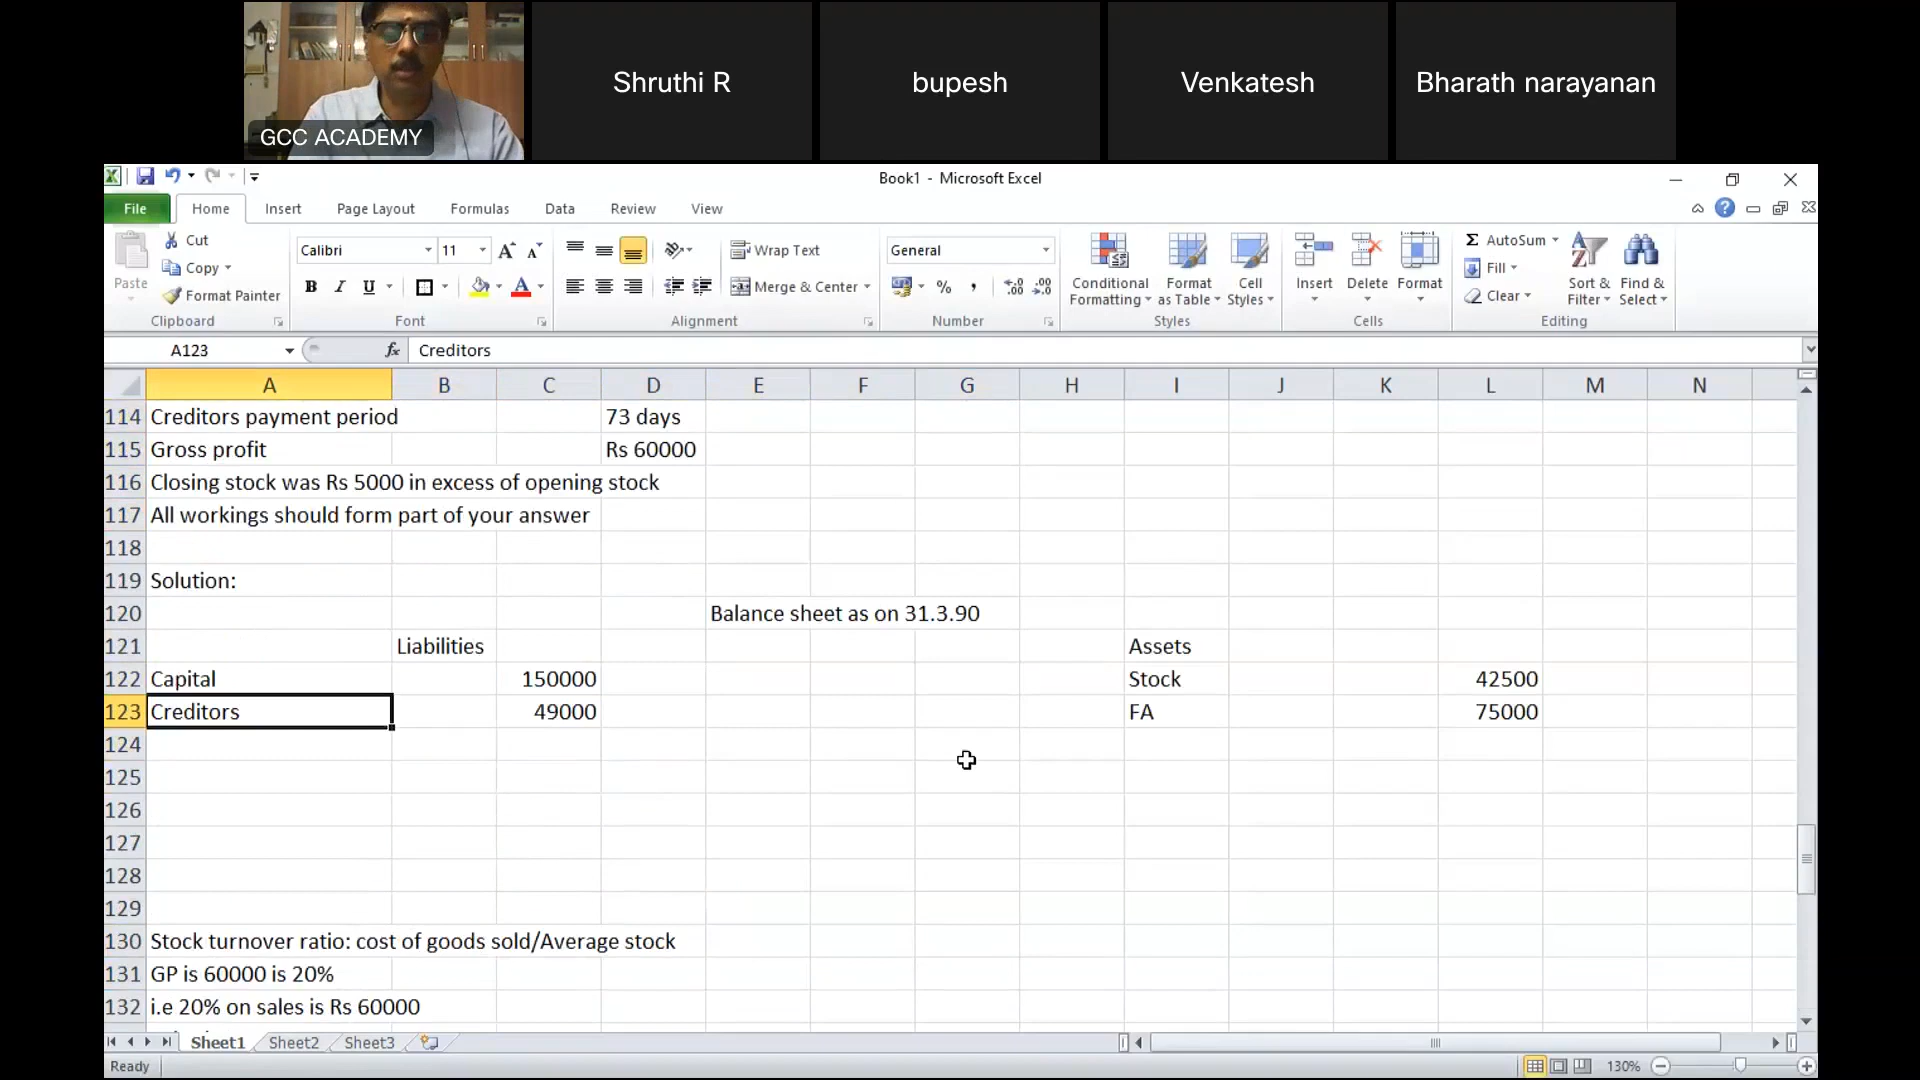 GCC ACADEMY
Shruthi R
bupesh
Venkatesh
Bharath narayanan
Book1 - Microsoft Excel
File Home Insert Page Layout Formulas Data Review View
Paste
Cut
Copy
Format Painter
Clipboard
Calibri 11
B I U A
Font
Wrap Text
Merge & Center
Alignment
General
%
Number
Conditional Formatting
Format as Table
Cell Styles
Styles
Insert
Delete
Format
Cells
Σ AutoSum
Fill
Clear
Sort & Filter
Find & Select
Editing
A123 fx Creditors
A B C D E F G H I J K L M N
114 Creditors payment period 73 days
115 Gross profit Rs 60000
116 Closing stock was Rs 5000 in excess of opening stock
117 All workings should form part of your answer
118
119 Solution:
120 Balance sheet as on 31.3.90
121 Liabilities Assets
122 Capital 150000 Stock 42500
123 Creditors 49000 FA 75000
124
125
126
127
128
129
130 Stock turnover ratio: cost of goods sold/Average stock
131 GP is 60000 is 20%
132 i.e 20% on sales is Rs 60000
Sheet1 Sheet2 Sheet3
Ready 130%